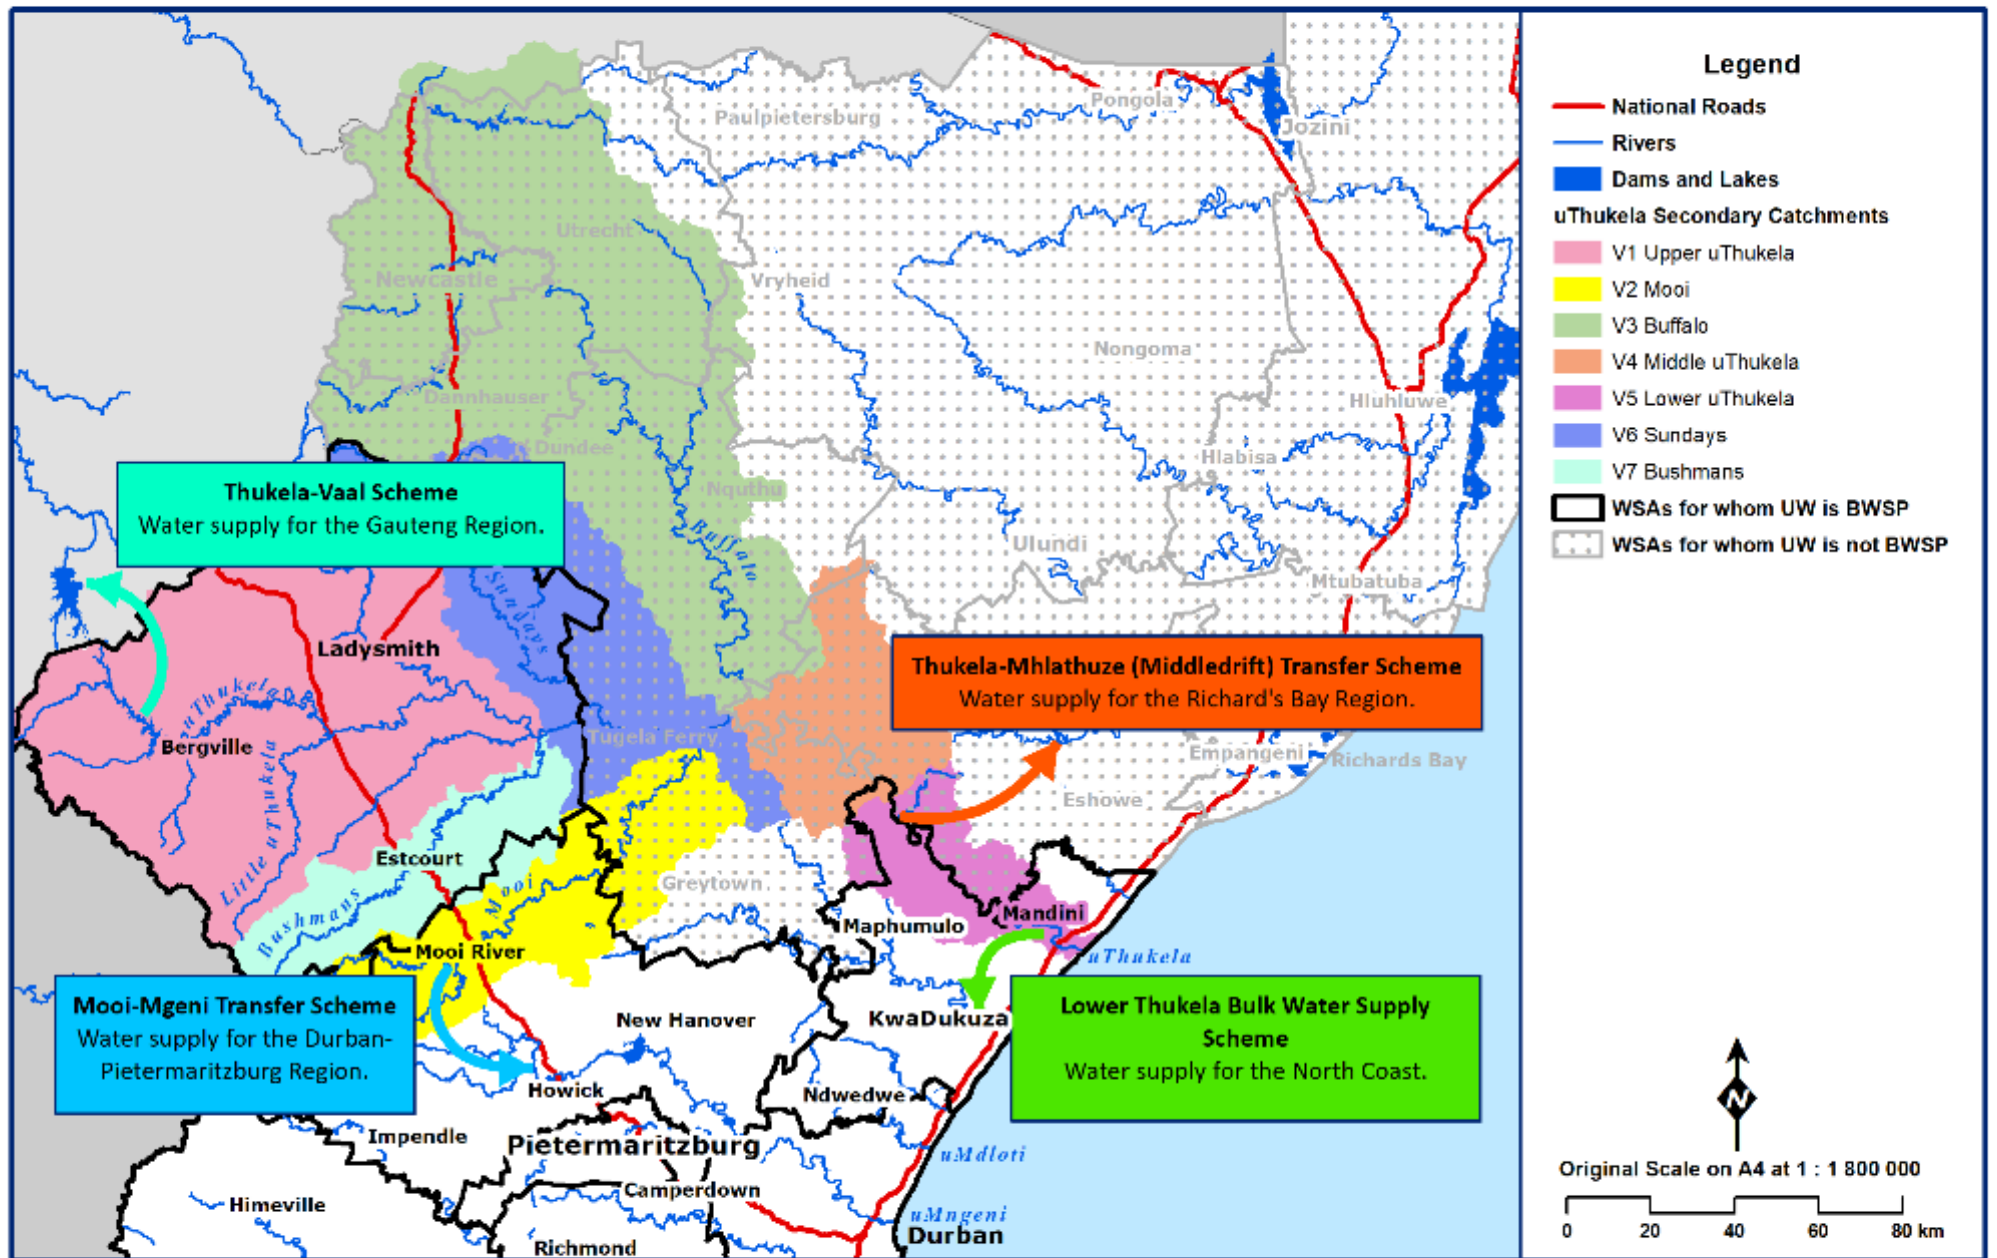 Pongola
Paulpietersburg
Jozini
Utrecht
Newcastle
Vryheid
Nongoma
Dannhauser
Hluhluwe
Dundee
Hlabisa
Nquthu
Thukela-Vaal Scheme
Water supply for the Gauteng Region.
Buffalo
Ulundi
Mtubatuba
Sundays
Ladysmith
Thukela-Mhlathuze (Middledrift) Transfer Scheme
Water supply for the Richard's Bay Region.
uThukela
Bergville
Tugela Ferry
Empangeni
Richards Bay
Eshowe
Little uThukela
Estcourt
Greytown
Mooi
Bushmans
Mandini
Maphumulo
Mooi River
uThukela
Mooi-Mgeni Transfer Scheme
Water supply for the Durban-
Pietermaritzburg Region.
Lower Thukela Bulk Water Supply
Scheme
Water supply for the North Coast.
New Hanover
KwaDukuza
Howick
Ndwedwe
Impendle
Pietermaritzburg
uMdloti
Camperdown
Himeville
uMngeni
Durban
Richmond
Legend
National Roads
Rivers
Dams and Lakes
uThukela Secondary Catchments
V1 Upper uThukela
V2 Mooi
V3 Buffalo
V4 Middle uThukela
V5 Lower uThukela
V6 Sundays
V7 Bushmans
WSAs for whom UW is BWSP
WSAs for whom UW is not BWSP
N
Original Scale on A4 at 1 : 1 800 000
0 20 40 60 80 km